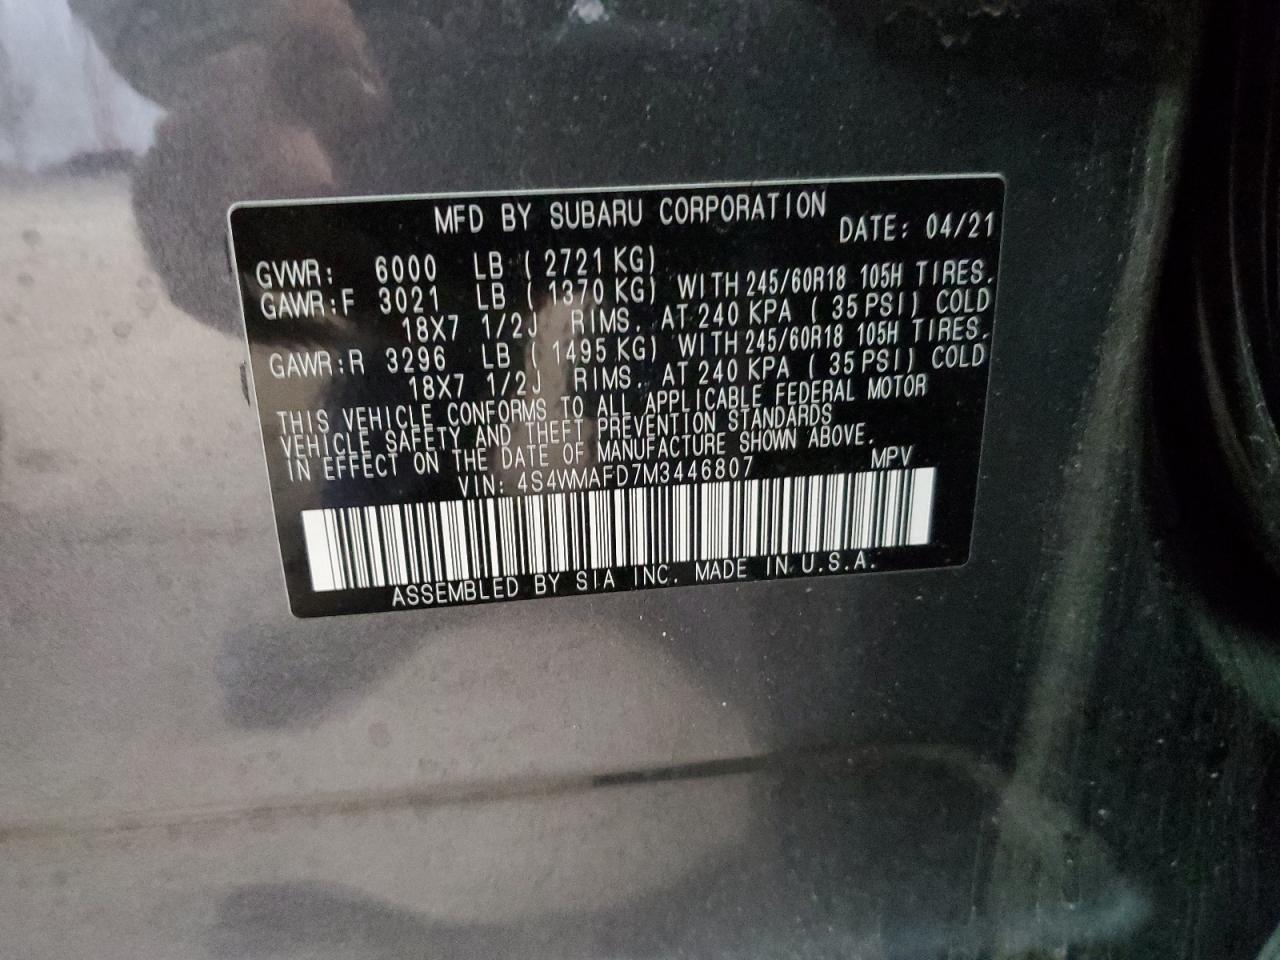 MFD BY SUBARU CORPORATION
DATE: 04/21
GVWR: 6000 LB ( 2721 KG)
GAWR:F 3021 LB ( 1370 KG) WITH 245/60R18 105H TIRES.
18X7 1/2J RIMS. AT 240 KPA ( 35 PSI) COLD
GAWR:R 3296 LB ( 1495 KG) WITH 245/60R18 105H TIRES.
18X7 1/2J RIMS. AT 240 KPA ( 35 PSI) COLD
THIS VEHICLE CONFORMS TO ALL APPLICABLE FEDERAL MOTOR
VEHICLE SAFETY AND THEFT PREVENTION STANDARDS
IN EFFECT ON THE DATE OF MANUFACTURE SHOWN ABOVE.
VIN: 4S4WMAFD7M3446807 MPV
ASSEMBLED BY SIA INC. MADE IN U.S.A.